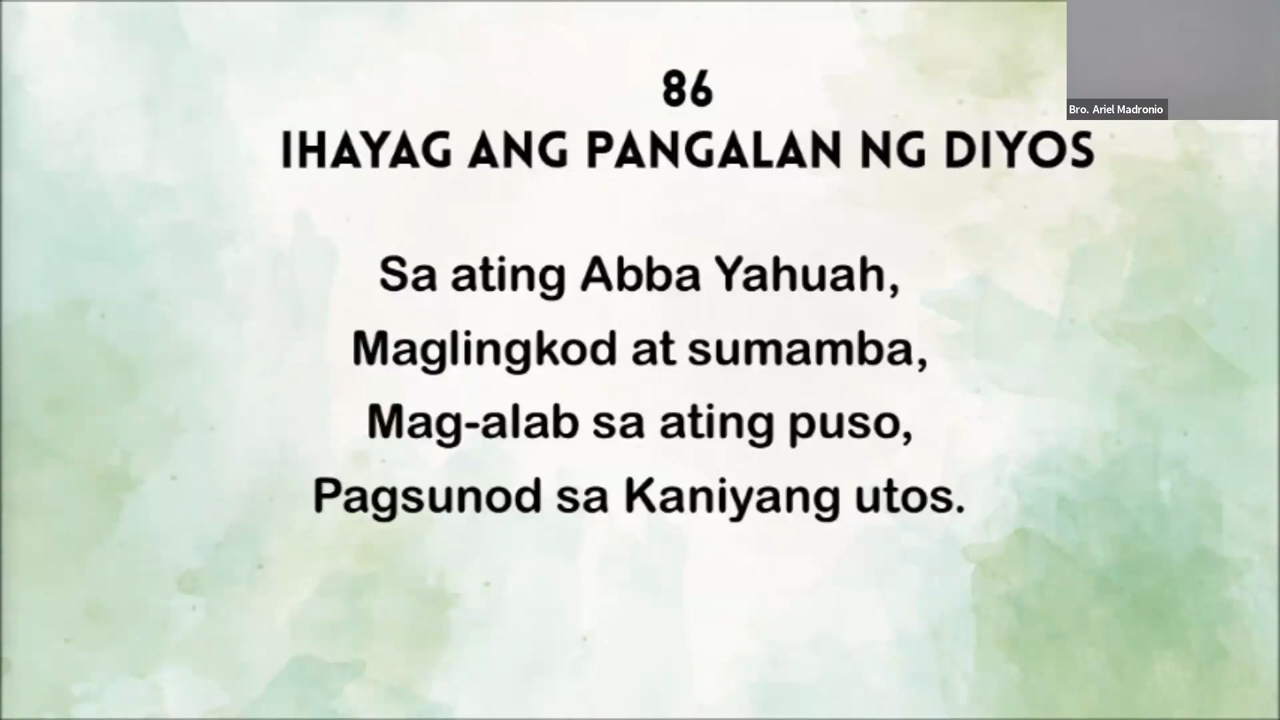 86
IHAYAG ANG PANGALAN NG DIYOS
Bro. Ariel Madronio
Sa ating Abba Yahuah,
Maglingkod at sumamba,
Mag-alab sa ating puso,
Pagsunod sa Kaniyang utos.